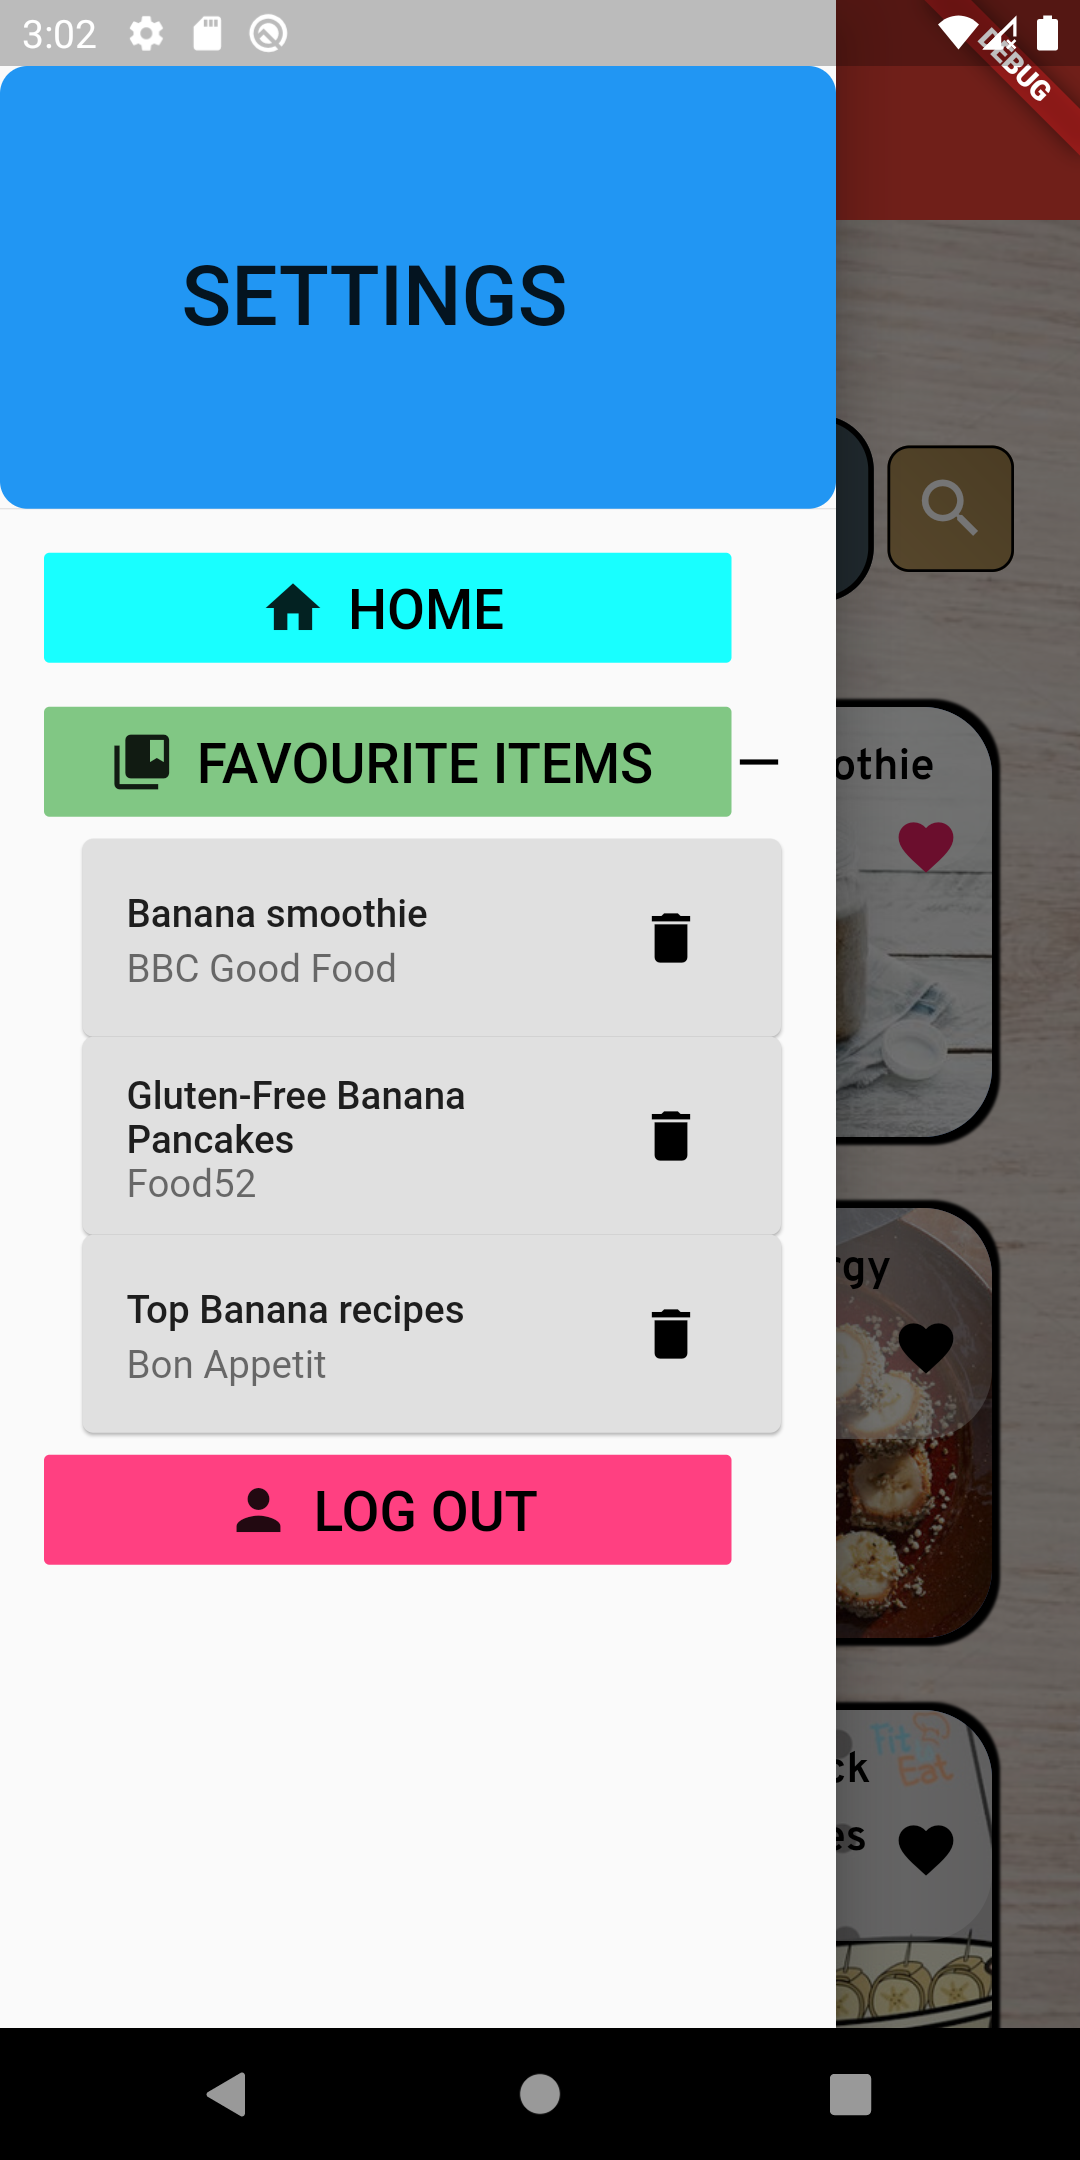 3:02
DEBUG
SETTINGS
HOME
FAVOURITE ITEMS
othie
Banana smoothie
BBC Good Food
Gluten-Free Banana
Pancakes
Food52
rgy
Top Banana recipes
Bon Appetit
LOG OUT
Fit
Eat
ck
es